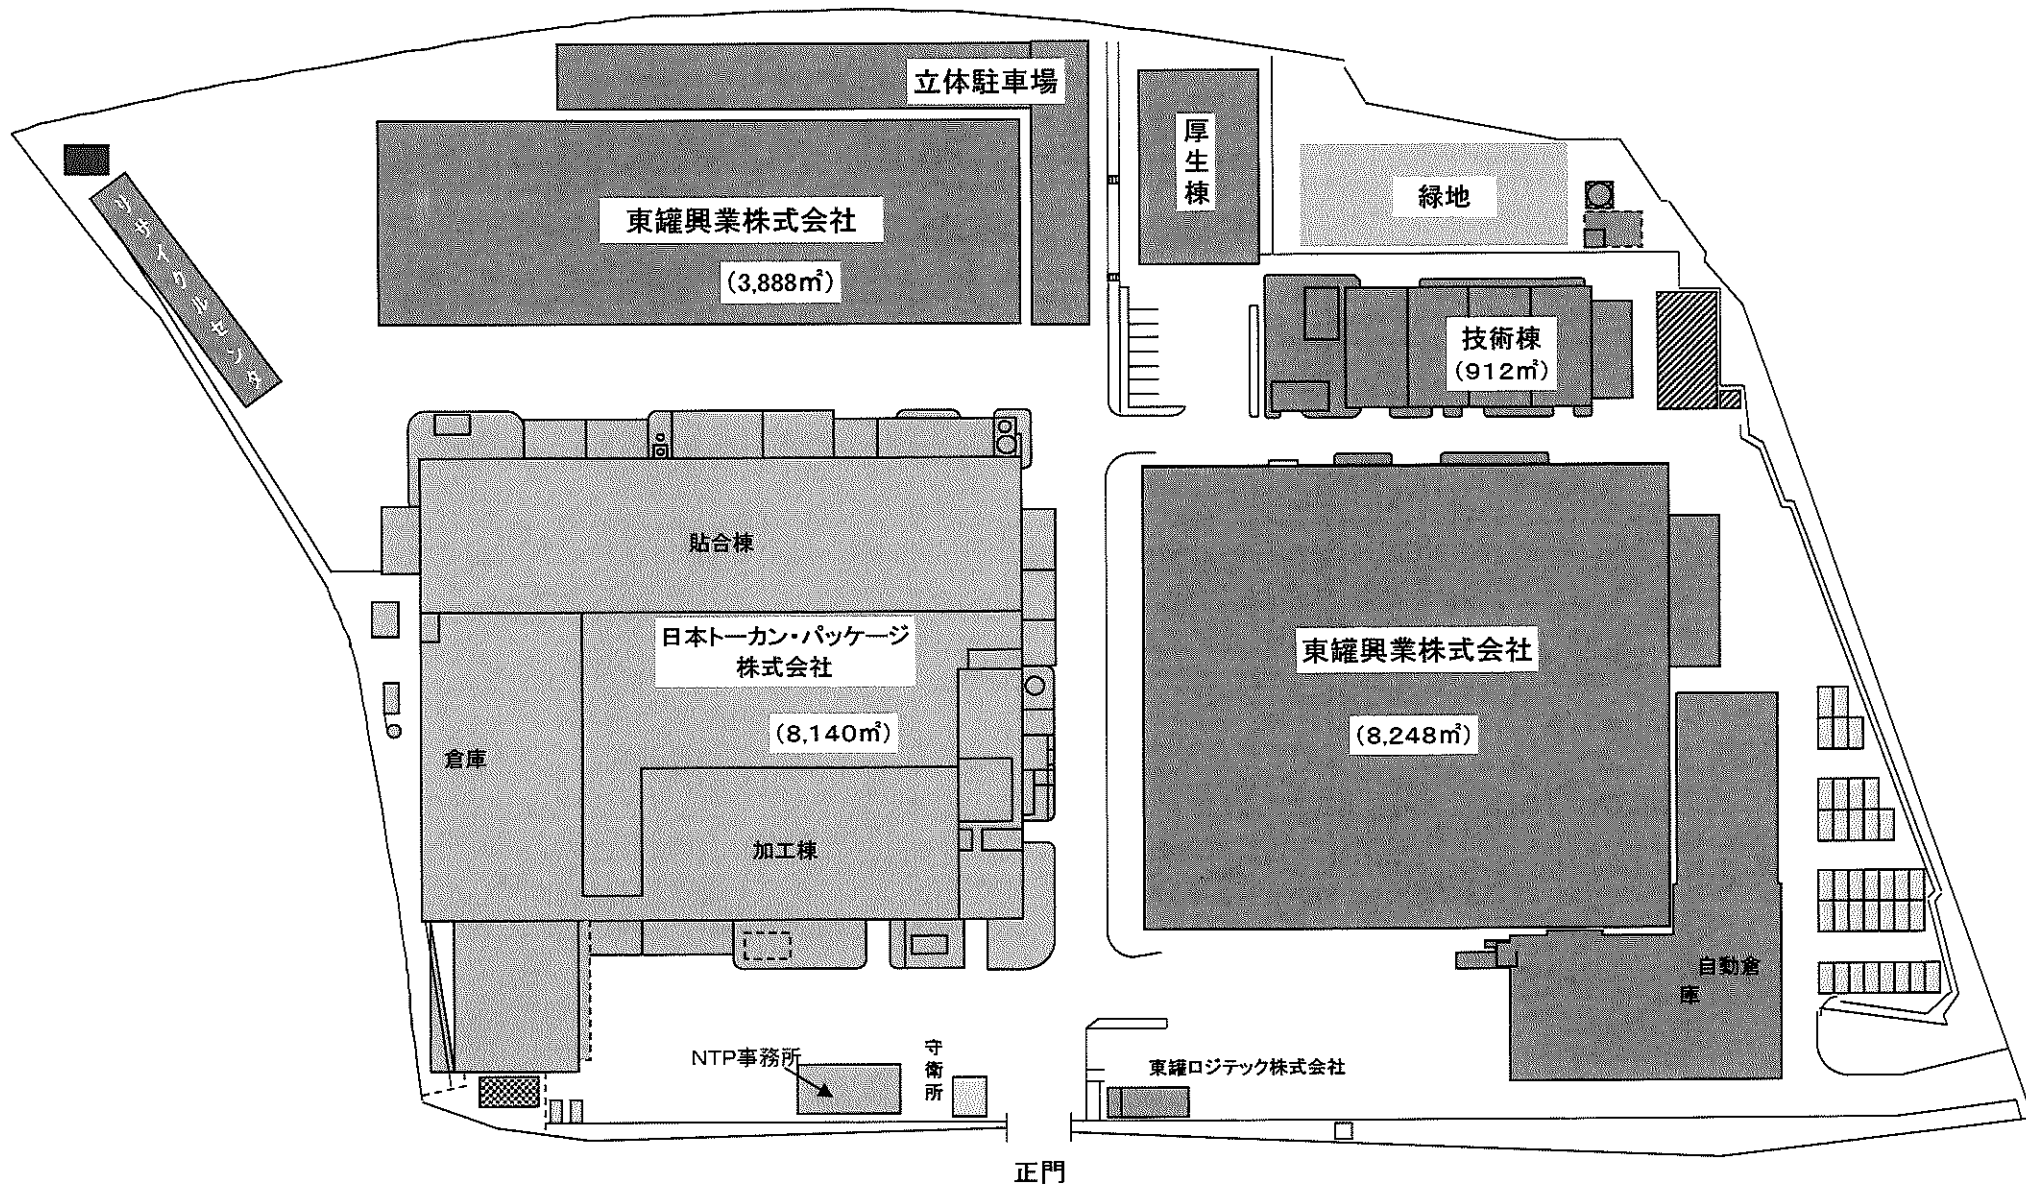 立体駐車場
厚生棟
緑地
リサイクルセンタ
東罐興業株式会社
(3,888㎡)
技術棟
(912㎡)
貼合棟
日本トーカン・パッケージ
株式会社
(8,140㎡)
倉庫
加工棟
東罐興業株式会社
(8,248㎡)
自動倉
庫
NTP事務所
守衛所
東罐ロジテック株式会社
正門